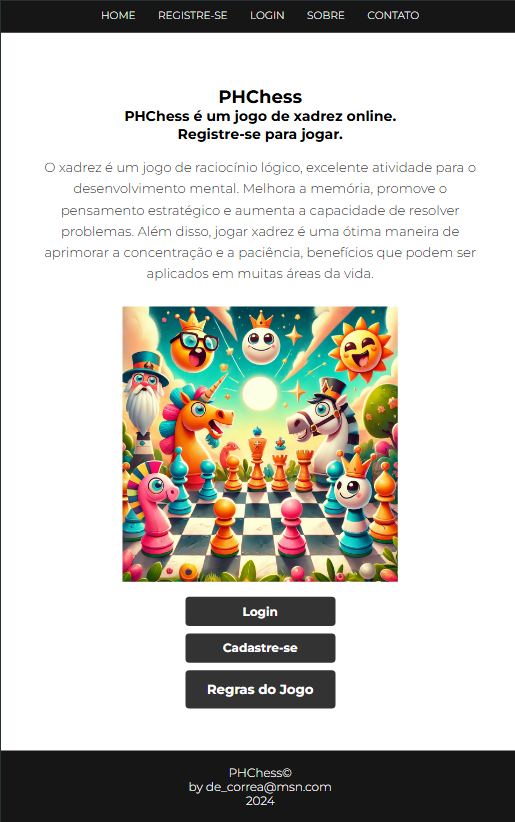 HOME REGISTRE-SE LOGIN SOBRE CONTATO
PHChess
PHChess é um jogo de xadrez online.
Registre-se para jogar.
O xadrez é um jogo de raciocínio lógico, excelente atividade para o
desenvolvimento mental. Melhora a memória, promove o
pensamento estratégico e aumenta a capacidade de resolver
problemas. Além disso, jogar xadrez é uma ótima maneira de
aprimorar a concentração e a paciência, benefícios que podem ser
aplicados em muitas áreas da vida.
Login
Cadastre-se
Regras do Jogo
PHChess©
by de_correa@msn.com
2024